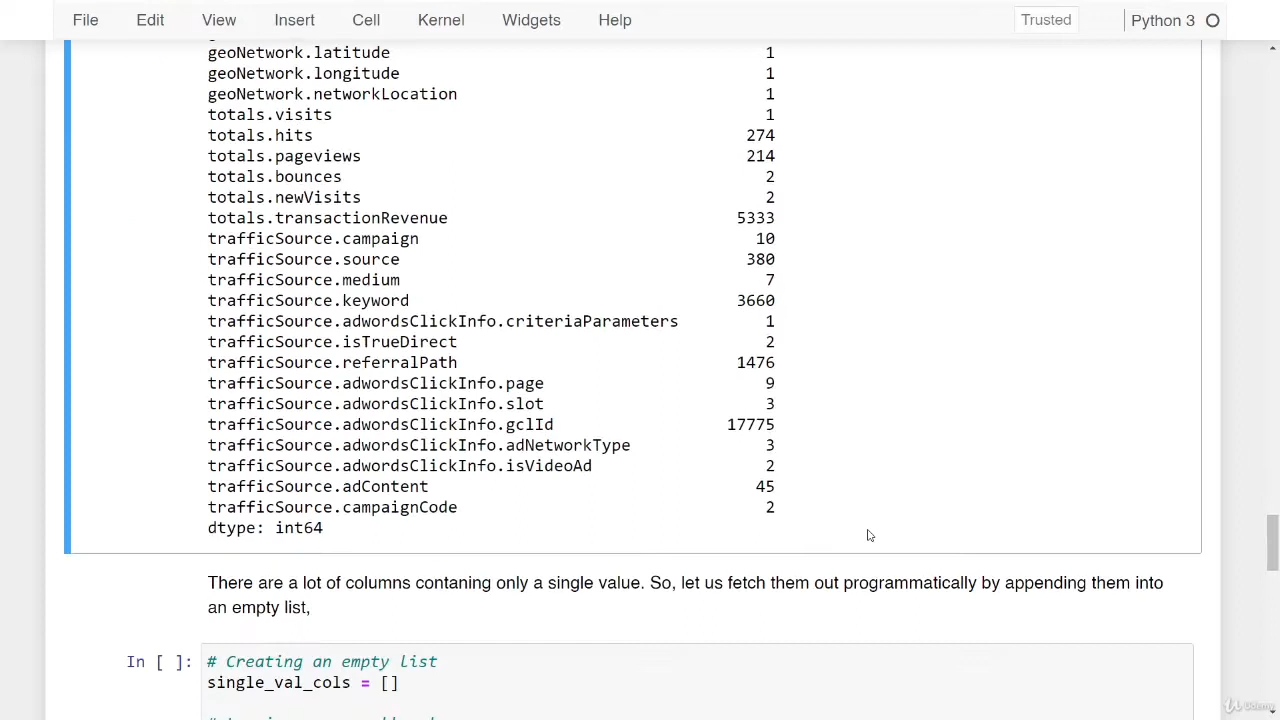 File Edit View Insert Cell Kernel Widgets Help Trusted Python 3
geoNetwork.latitude 1
geoNetwork.longitude 1
geoNetwork.networkLocation 1
totals.visits 1
totals.hits 274
totals.pageviews 214
totals.bounces 2
totals.newVisits 2
totals.transactionRevenue 5333
trafficSource.campaign 10
trafficSource.source 380
trafficSource.medium 7
trafficSource.keyword 3660
trafficSource.adwordsClickInfo.criteriaParameters 1
trafficSource.isTrueDirect 2
trafficSource.referralPath 1476
trafficSource.adwordsClickInfo.page 9
trafficSource.adwordsClickInfo.slot 3
trafficSource.adwordsClickInfo.gclId 17775
trafficSource.adwordsClickInfo.adNetworkType 3
trafficSource.adwordsClickInfo.isVideoAd 2
trafficSource.adContent 45
trafficSource.campaignCode 2
dtype: int64
There are a lot of columns contaning only a single value. So, let us fetch them out programmatically by appending them into
an empty list,
In [ ]: # Creating an empty list
single_val_cols = []
Udemy